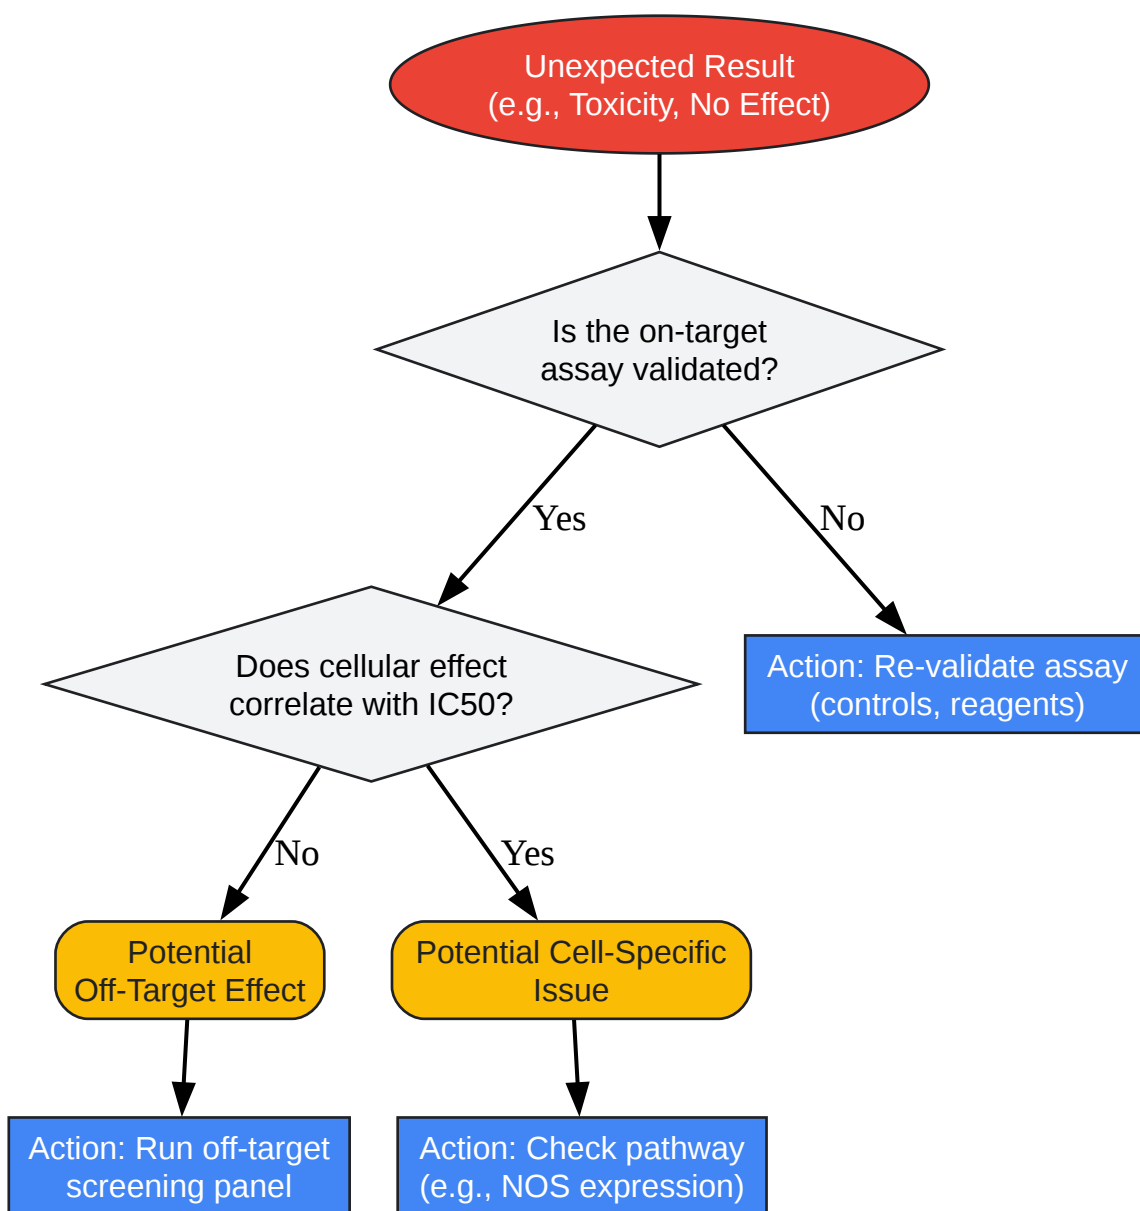 Unexpected Result
(e.g., Toxicity, No Effect)
Is the on-target
assay validated?
Yes
No
Does cellular effect
correlate with IC50?
Action: Re-validate assay
(controls, reagents)
No
Yes
Potential
Off-Target Effect
Potential Cell-Specific
Issue
Action: Run off-target
screening panel
Action: Check pathway
(e.g., NOS expression)